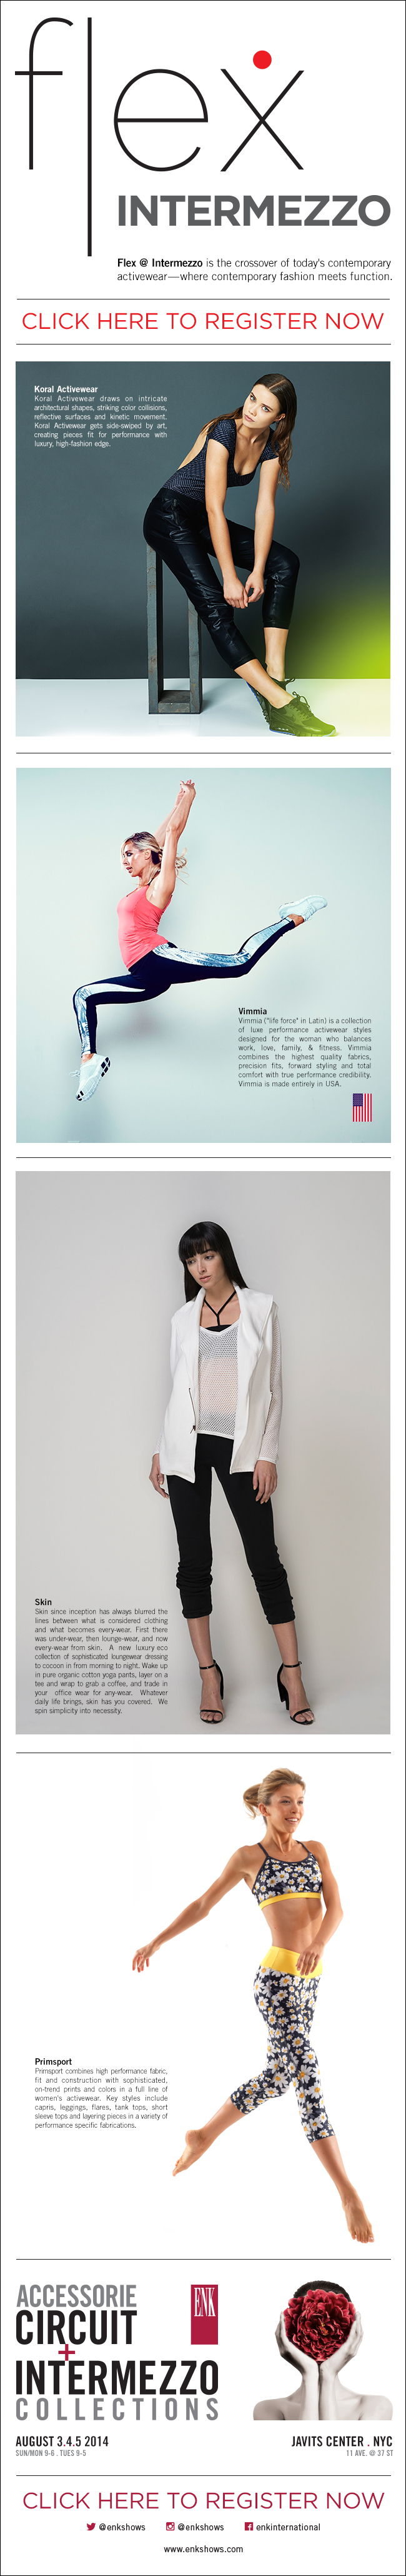 flex
INTERMEZZO
Flex @ Intermezzo is the crossover of today's contemporary
activewear—where contemporary fashion meets function.
CLICK HERE TO REGISTER NOW
Koral Activewear
Koral Activewear draws on intricate
architectural shapes, striking color collisions,
reflective surfaces and kinetic movement.
Koral Activewear gets side-swiped by art,
creating pieces fit for performance with
luxury, high-fashion edge.
Vimmia
Vimmia ("life force" in Latin) is a collection
of luxe performance activewear styles
designed for the woman who balances
work, love, family, & fitness. Vimmia
combines the highest quality fabrics,
precision fits, forward styling and total
comfort with true performance credibility.
Vimmia is made entirely in USA.
Skin
Skin since inception has always blurred the
lines between what is considered clothing
and what becomes every-wear. First there
was under-wear, then lounge-wear, and now
every-wear from skin. A new luxury eco
collection of sophisticated loungewear dressing
to cocoon in from morning to night. Wake up
in pure organic cotton yoga pants, layer on a
tee and wrap to grab a coffee, and trade in
your office wear for any-wear. Whatever
daily life brings, skin has you covered. We
spin simplicity into necessity.
Primsport
Primsport combines high performance fabric,
fit and construction with sophisticated,
on-trend prints and colors in a full line of
women's activewear. Key styles include
capris, leggings, flares, tank tops, short
sleeve tops and layering pieces in a variety of
performance specific fabrications.
ACCESSORIE
CIRCUIT
ENK
+
INTERMEZZO
COLLECTIONS
AUGUST 3.4.5 2014
SUN/MON 9-6 . TUES 9-5
JAVITS CENTER . NYC
11 AVE. @ 37 ST
CLICK HERE TO REGISTER NOW
@enkshows @enkshows enkinternational
www.enkshows.com